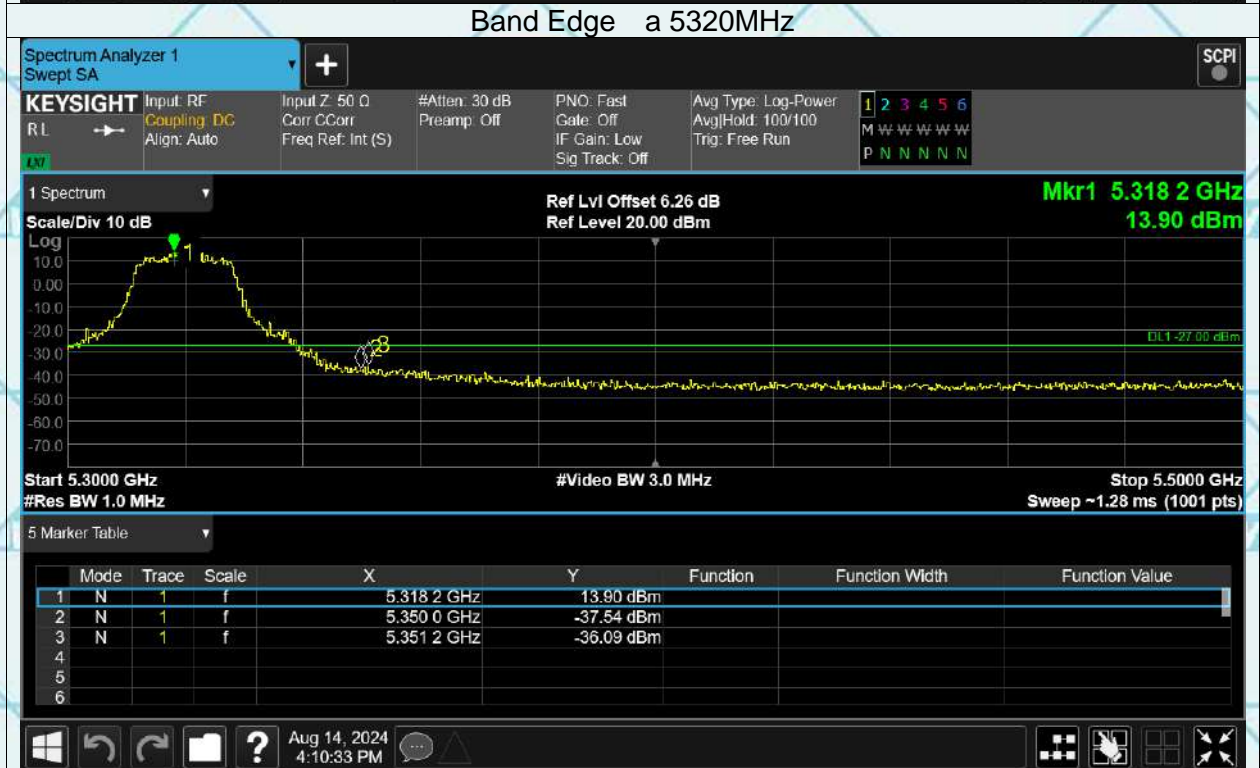 Band Edge a 5320MHz
Spectrum Analyzer 1
Swept SA
+
SCPI
KEYSIGHT Input: RF Input Z: 50 Ω #Atten: 30 dB PNO: Fast Avg Type: Log-Power 1 2 3 4 5 6
RL Coupling: DC Corr CCorr Preamp: Off Gate: Off Avg|Hold: 100/100 M W W W W W
Align: Auto Freq Ref: Int (S) IF Gain: Low Trig: Free Run P N N N N N
LXI Sig Track: Off
1 Spectrum Ref Lvl Offset 6.26 dB Mkr1 5.318 2 GHz
Scale/Div 10 dB Ref Level 20.00 dBm 13.90 dBm
Log
1
10.0
0.00
-10.0
-20.0
DL1 -27.00 dBm
-30.0
-40.0
-50.0
-60.0
-70.0
Start 5.3000 GHz #Video BW 3.0 MHz Stop 5.5000 GHz
#Res BW 1.0 MHz Sweep ~1.28 ms (1001 pts)
5 Marker Table
Mode Trace Scale X Y Function Function Width Function Value
1 N 1 f 5.318 2 GHz 13.90 dBm
2 N 1 f 5.350 0 GHz -37.54 dBm
3 N 1 f 5.351 2 GHz -36.09 dBm
4
5
6
? Aug 14, 2024
4:10:33 PM